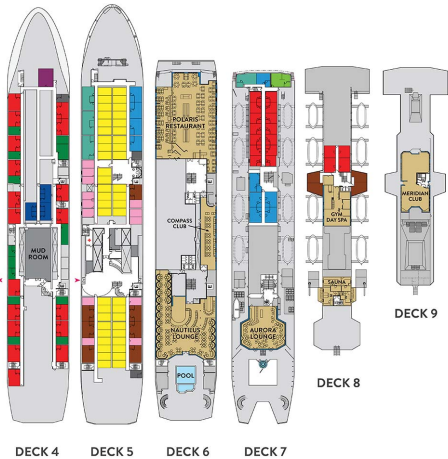 POLARIS
RESTAURANT
COMPASS
CLUB
MUD
ROOM
NAUTILUS
LOUNGE
POOL
AURORA
LOUNGE
GYM
DAY SPA
SAUNA
MERIDIAN
CLUB
DECK 9
DECK 8
DECK 4
DECK 5
DECK 6
DECK 7